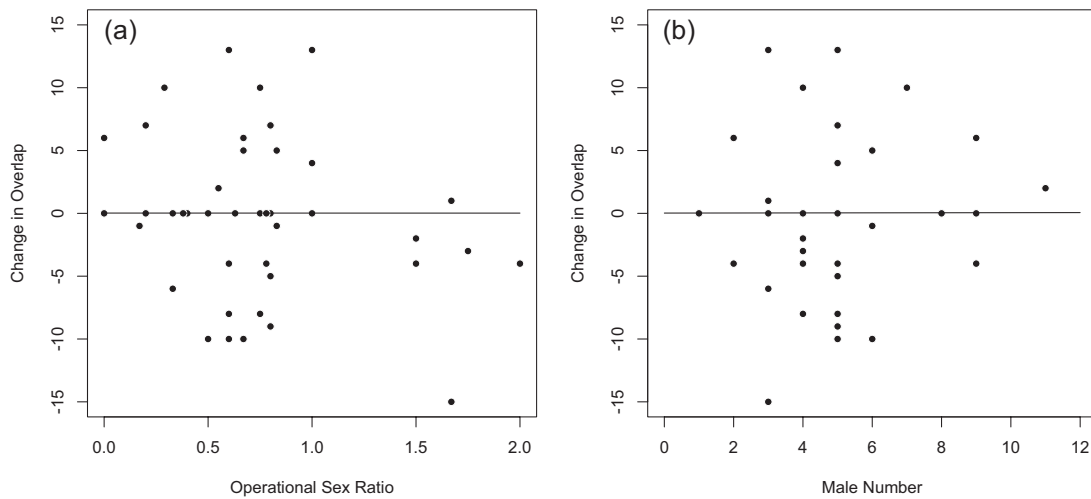 (a)
15
10
5
0
-5
-10
-15
Change in Overlap
0.0 0.5 1.0 1.5 2.0
Operational Sex Ratio
(b)
15
10
5
0
-5
-10
-15
Change in Overlap
0 2 4 6 8 10 12
Male Number